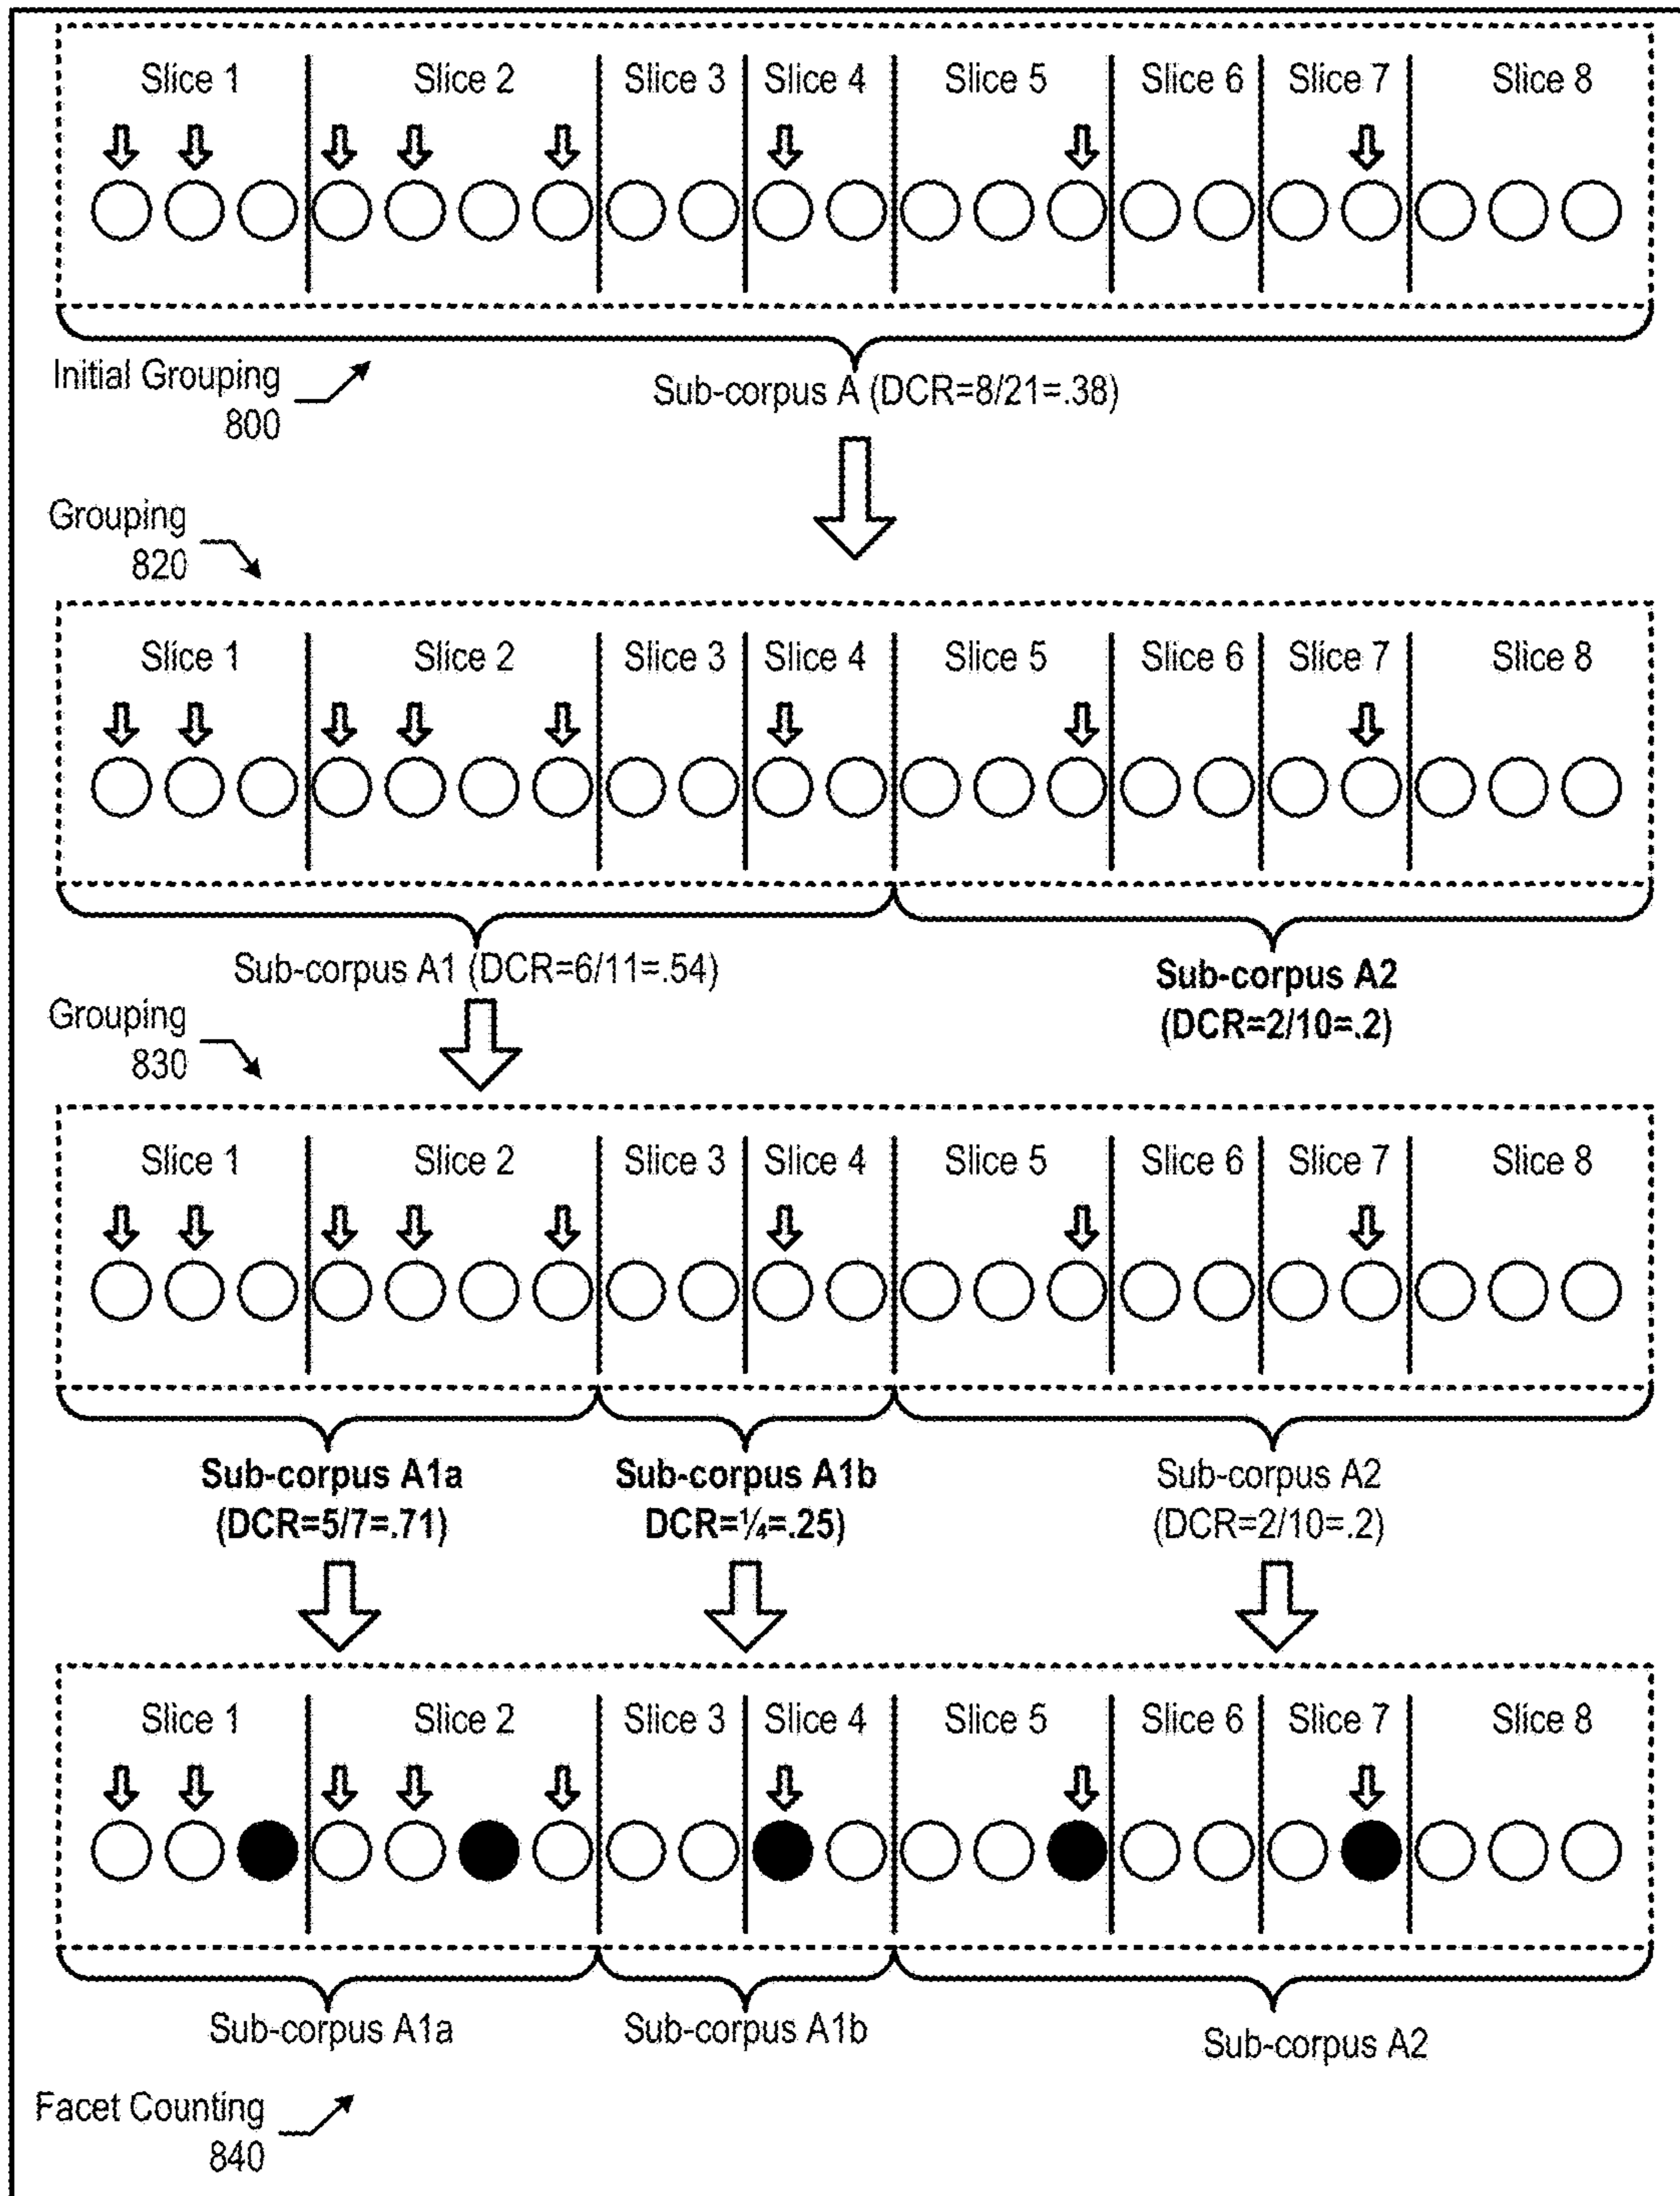 Slice 1 Slice 2 Slice 3 Slice 4 Slice 5 Slice 6 Slice 7 Slice 8
Initial Grouping
800
Sub-corpus A (DCR=8/21=.38)
Grouping
820
Slice 1 Slice 2 Slice 3 Slice 4 Slice 5 Slice 6 Slice 7 Slice 8
Sub-corpus A1 (DCR=6/11=.54)
Sub-corpus A2
(DCR=2/10=.2)
Grouping
830
Slice 1 Slice 2 Slice 3 Slice 4 Slice 5 Slice 6 Slice 7 Slice 8
Sub-corpus A1a
(DCR=5/7=.71)
Sub-corpus A1b
DCR=¼=.25)
Sub-corpus A2
(DCR=2/10=.2)
Slice 1 Slice 2 Slice 3 Slice 4 Slice 5 Slice 6 Slice 7 Slice 8
Sub-corpus A1a
Sub-corpus A1b
Sub-corpus A2
Facet Counting
840